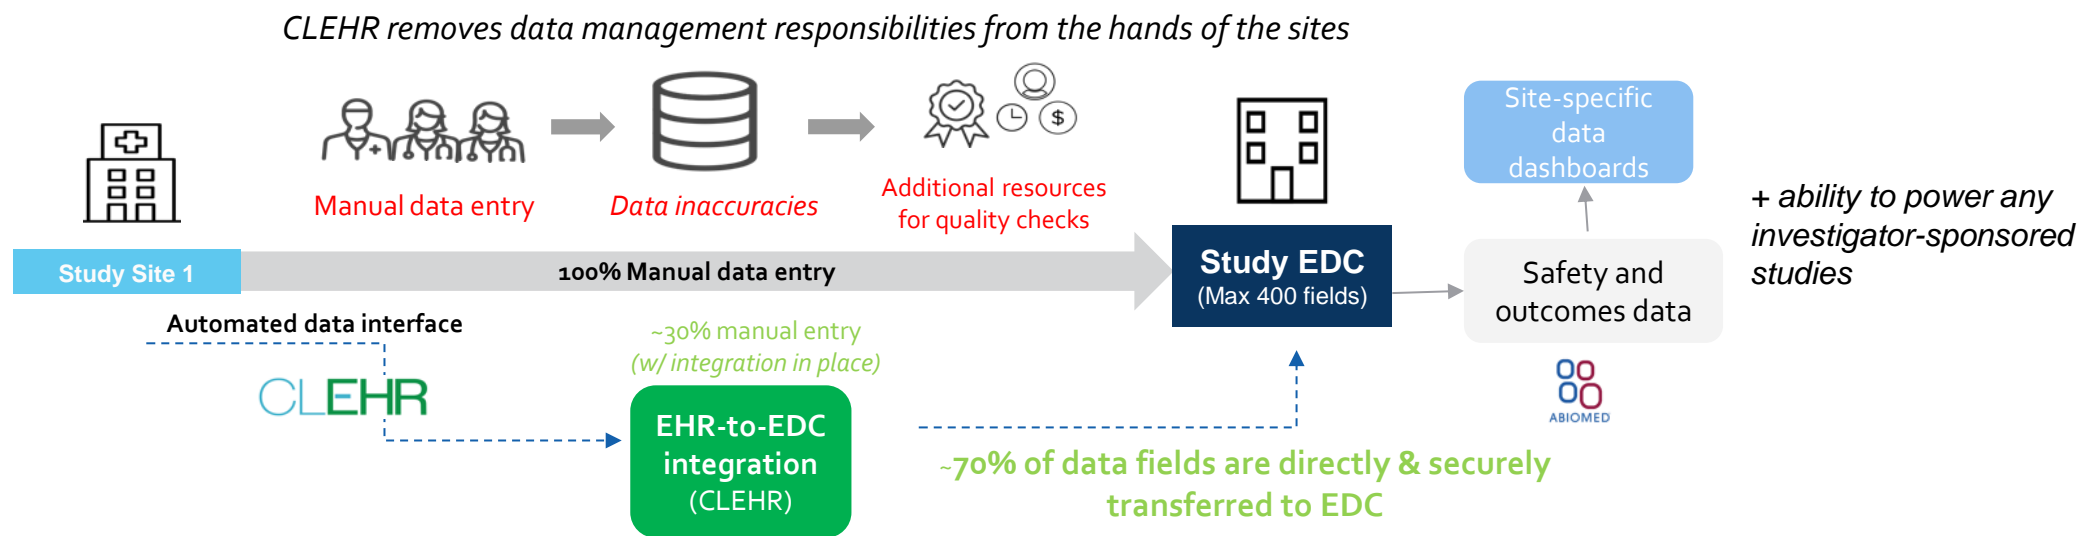 CLEHR removes data management responsibilities from the hands of the sites
Manual data entry
Data inaccuracies
Additional resources
for quality checks
$
Site-specific
data
dashboards
+ ability to power any
investigator-sponsored
studies
Study Site 1
100% Manual data entry
Study EDC
(Max 400 fields)
Safety and
outcomes data
Automated data interface
CLEHR
~30% manual entry
(w/ integration in place)
EHR-to-EDC
integration
(CLEHR)
~70% of data fields are directly & securely
transferred to EDC
ABIOMED